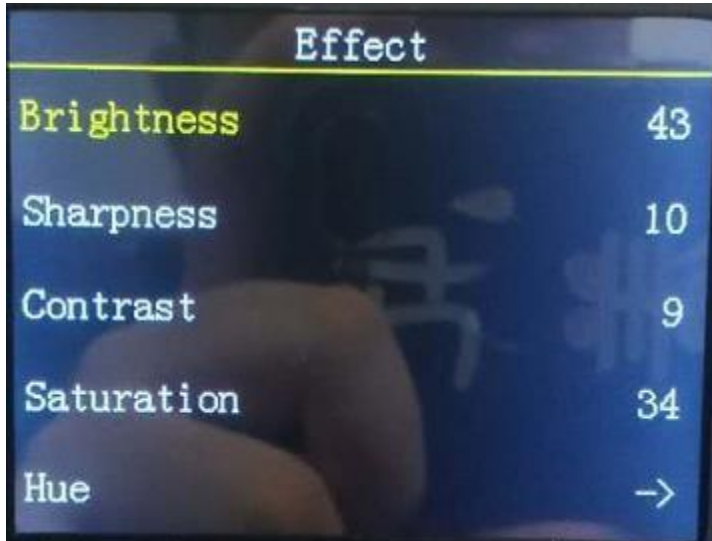 Effect
Brightness 43
Sharpness 10
Contrast 9
Saturation 34
Hue ->